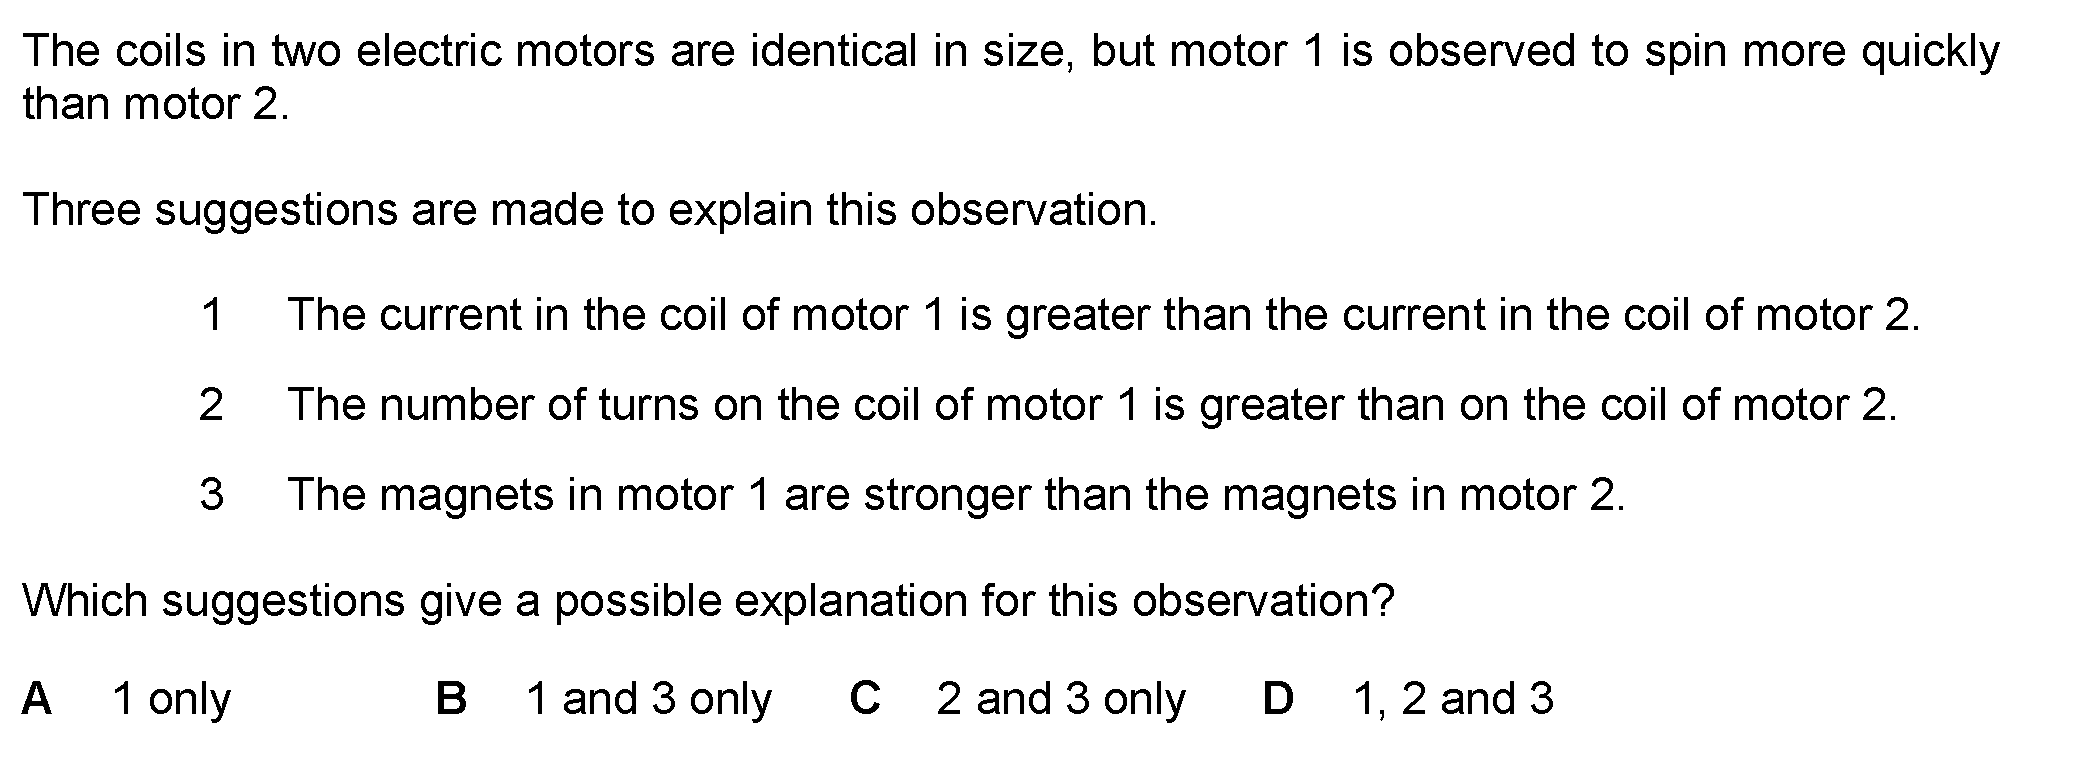 The coils in two electric motors are identical in size, but motor 1 is observed to spin more quickly
than motor 2.
Three suggestions are made to explain this observation.
1 The current in the coil of motor 1 is greater than the current in the coil of motor 2.
2 The number of turns on the coil of motor 1 is greater than on the coil of motor 2.
3 The magnets in motor 1 are stronger than the magnets in motor 2.
Which suggestions give a possible explanation for this observation?
A 1 only B 1 and 3 only C 2 and 3 only D 1, 2 and 3